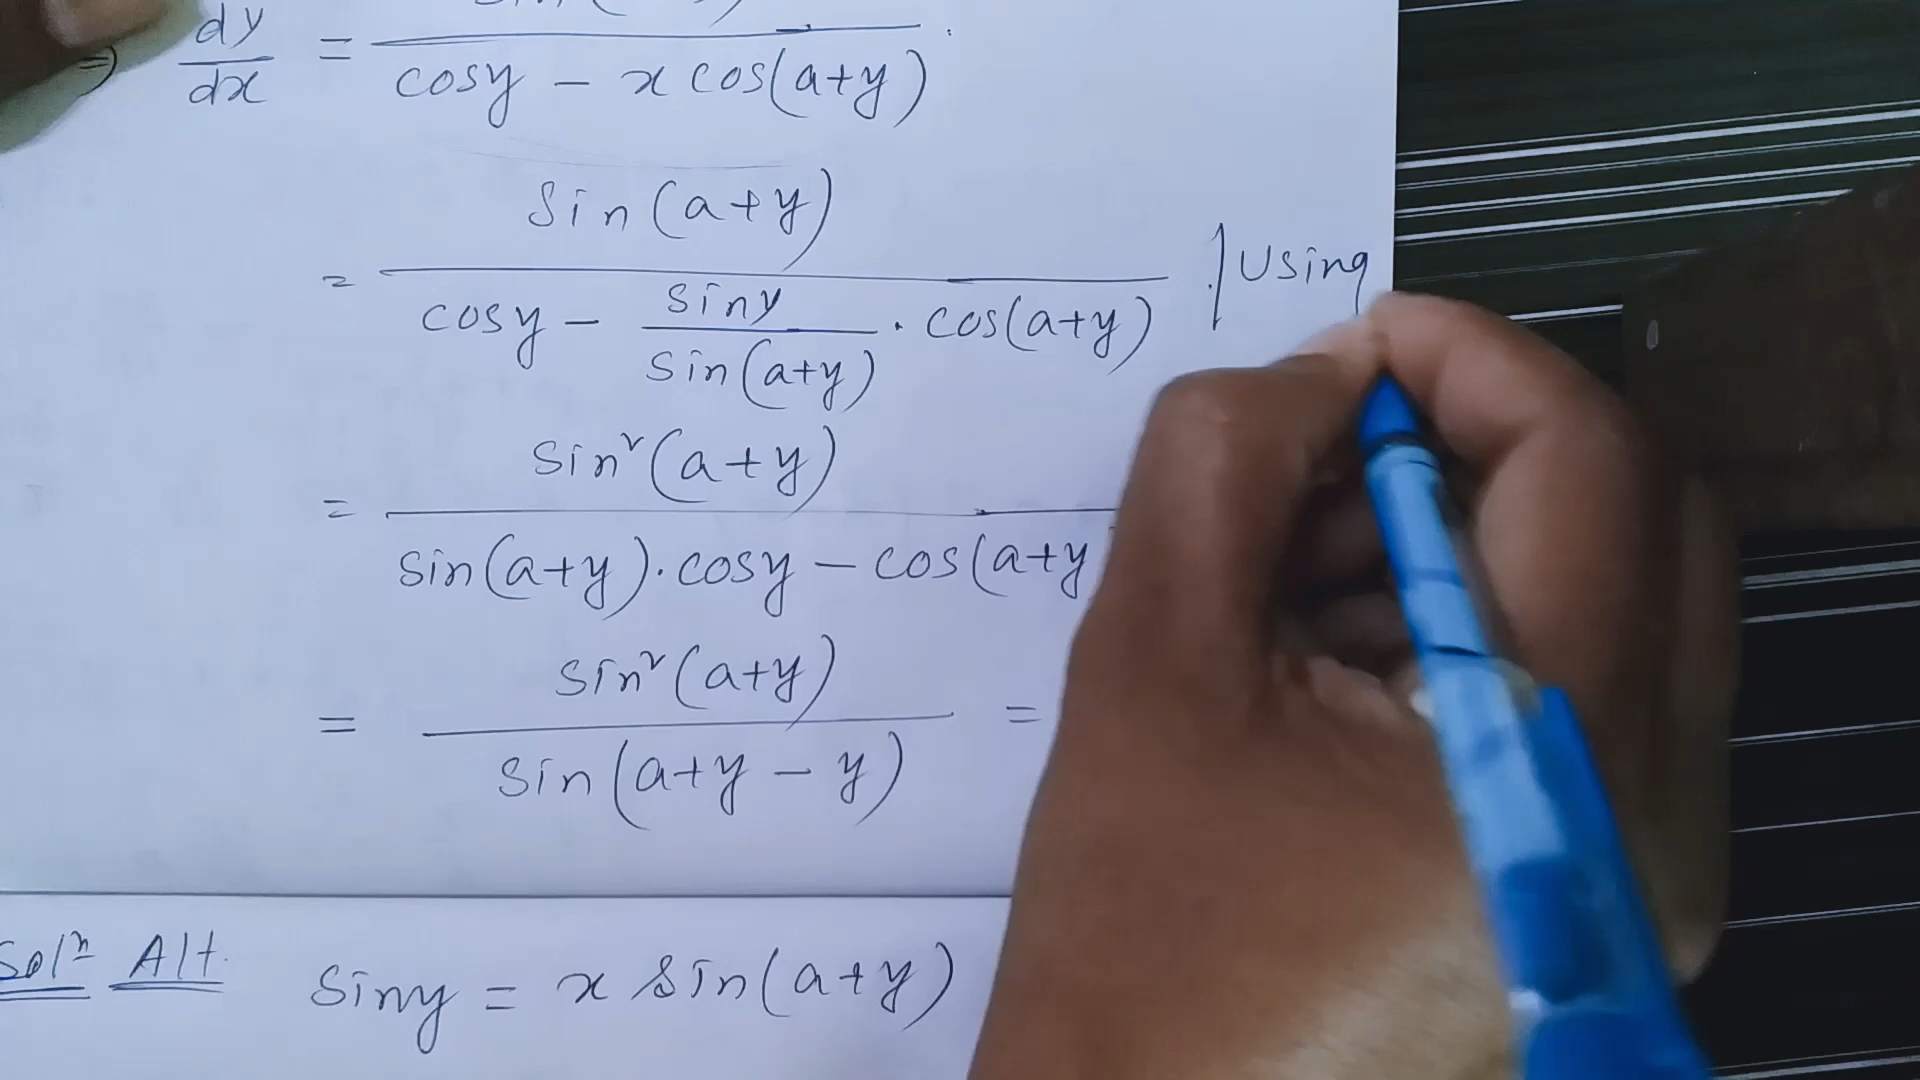 ⇒ dy/dx = sin( / cosy - x cos(a+y) .
= sin(a+y) / cosy - siny/sin(a+y) . cos(a+y) . | Using
= sin²(a+y) / sin(a+y).cosy - cos(a+y
= sin²(a+y) / sin(a+y-y) =
Solⁿ Alt. siny = x sin(a+y)